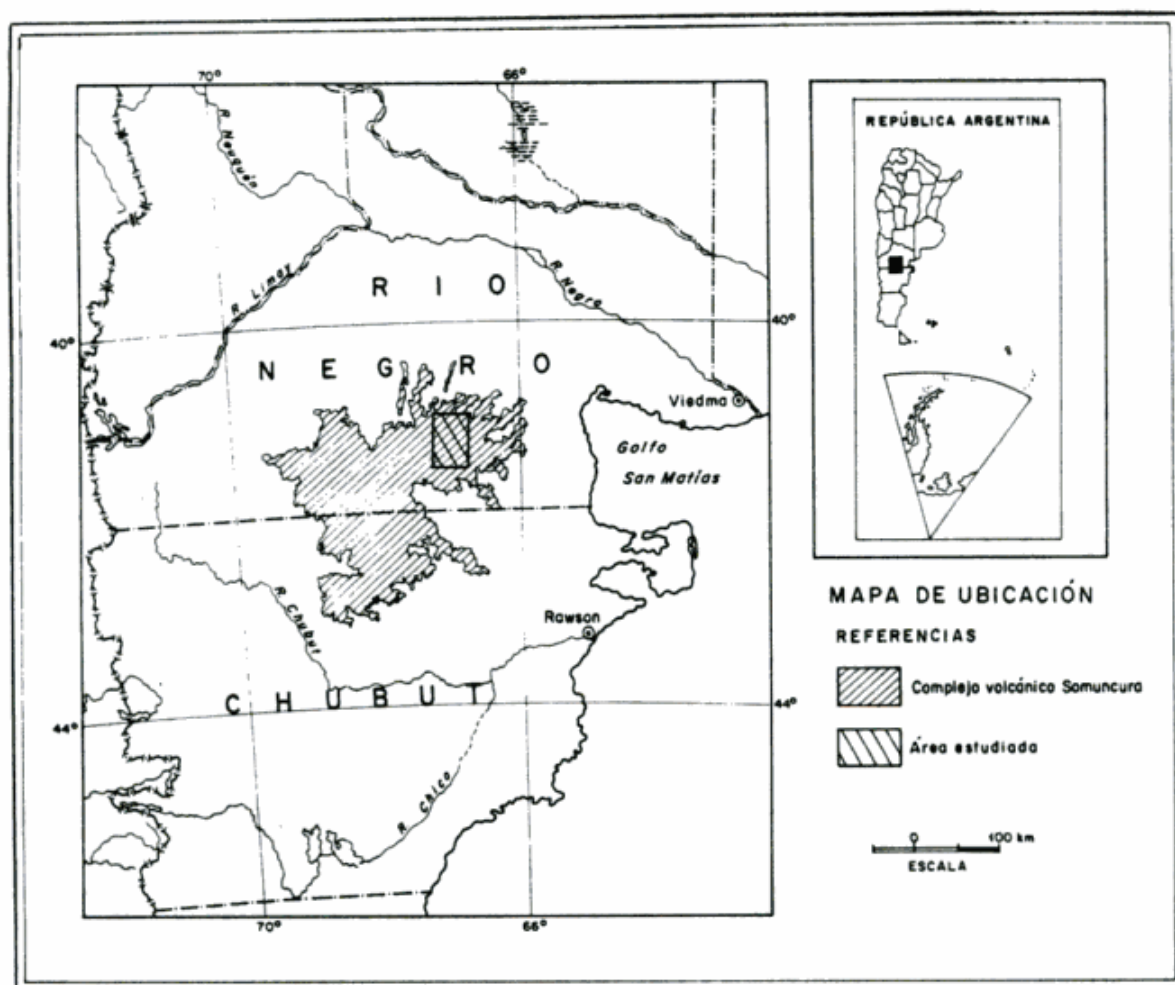 70°
66°
R. Neuquén
REPÚBLICA ARGENTINA
R. Limay
R I O
R. Negro
40°
40°
N E G R O
Viedma
Golfo
San Matías
MAPA DE UBICACIÓN
R. Chubut
Rawson
REFERENCIAS
Complejo volcánico Somuncura
C H U B U T
44°
44°
Área estudiada
R. Chico
0 100 km
ESCALA
70°
66°